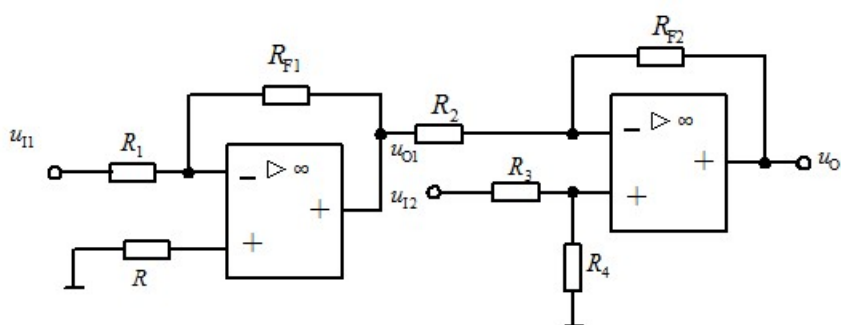 R_F1
R_F2
R_2
u_I1
R_1
− ▷ ∞
u_O1
− ▷ ∞
+
u_O
+
u_I2
R_3
+
+
R
R_4